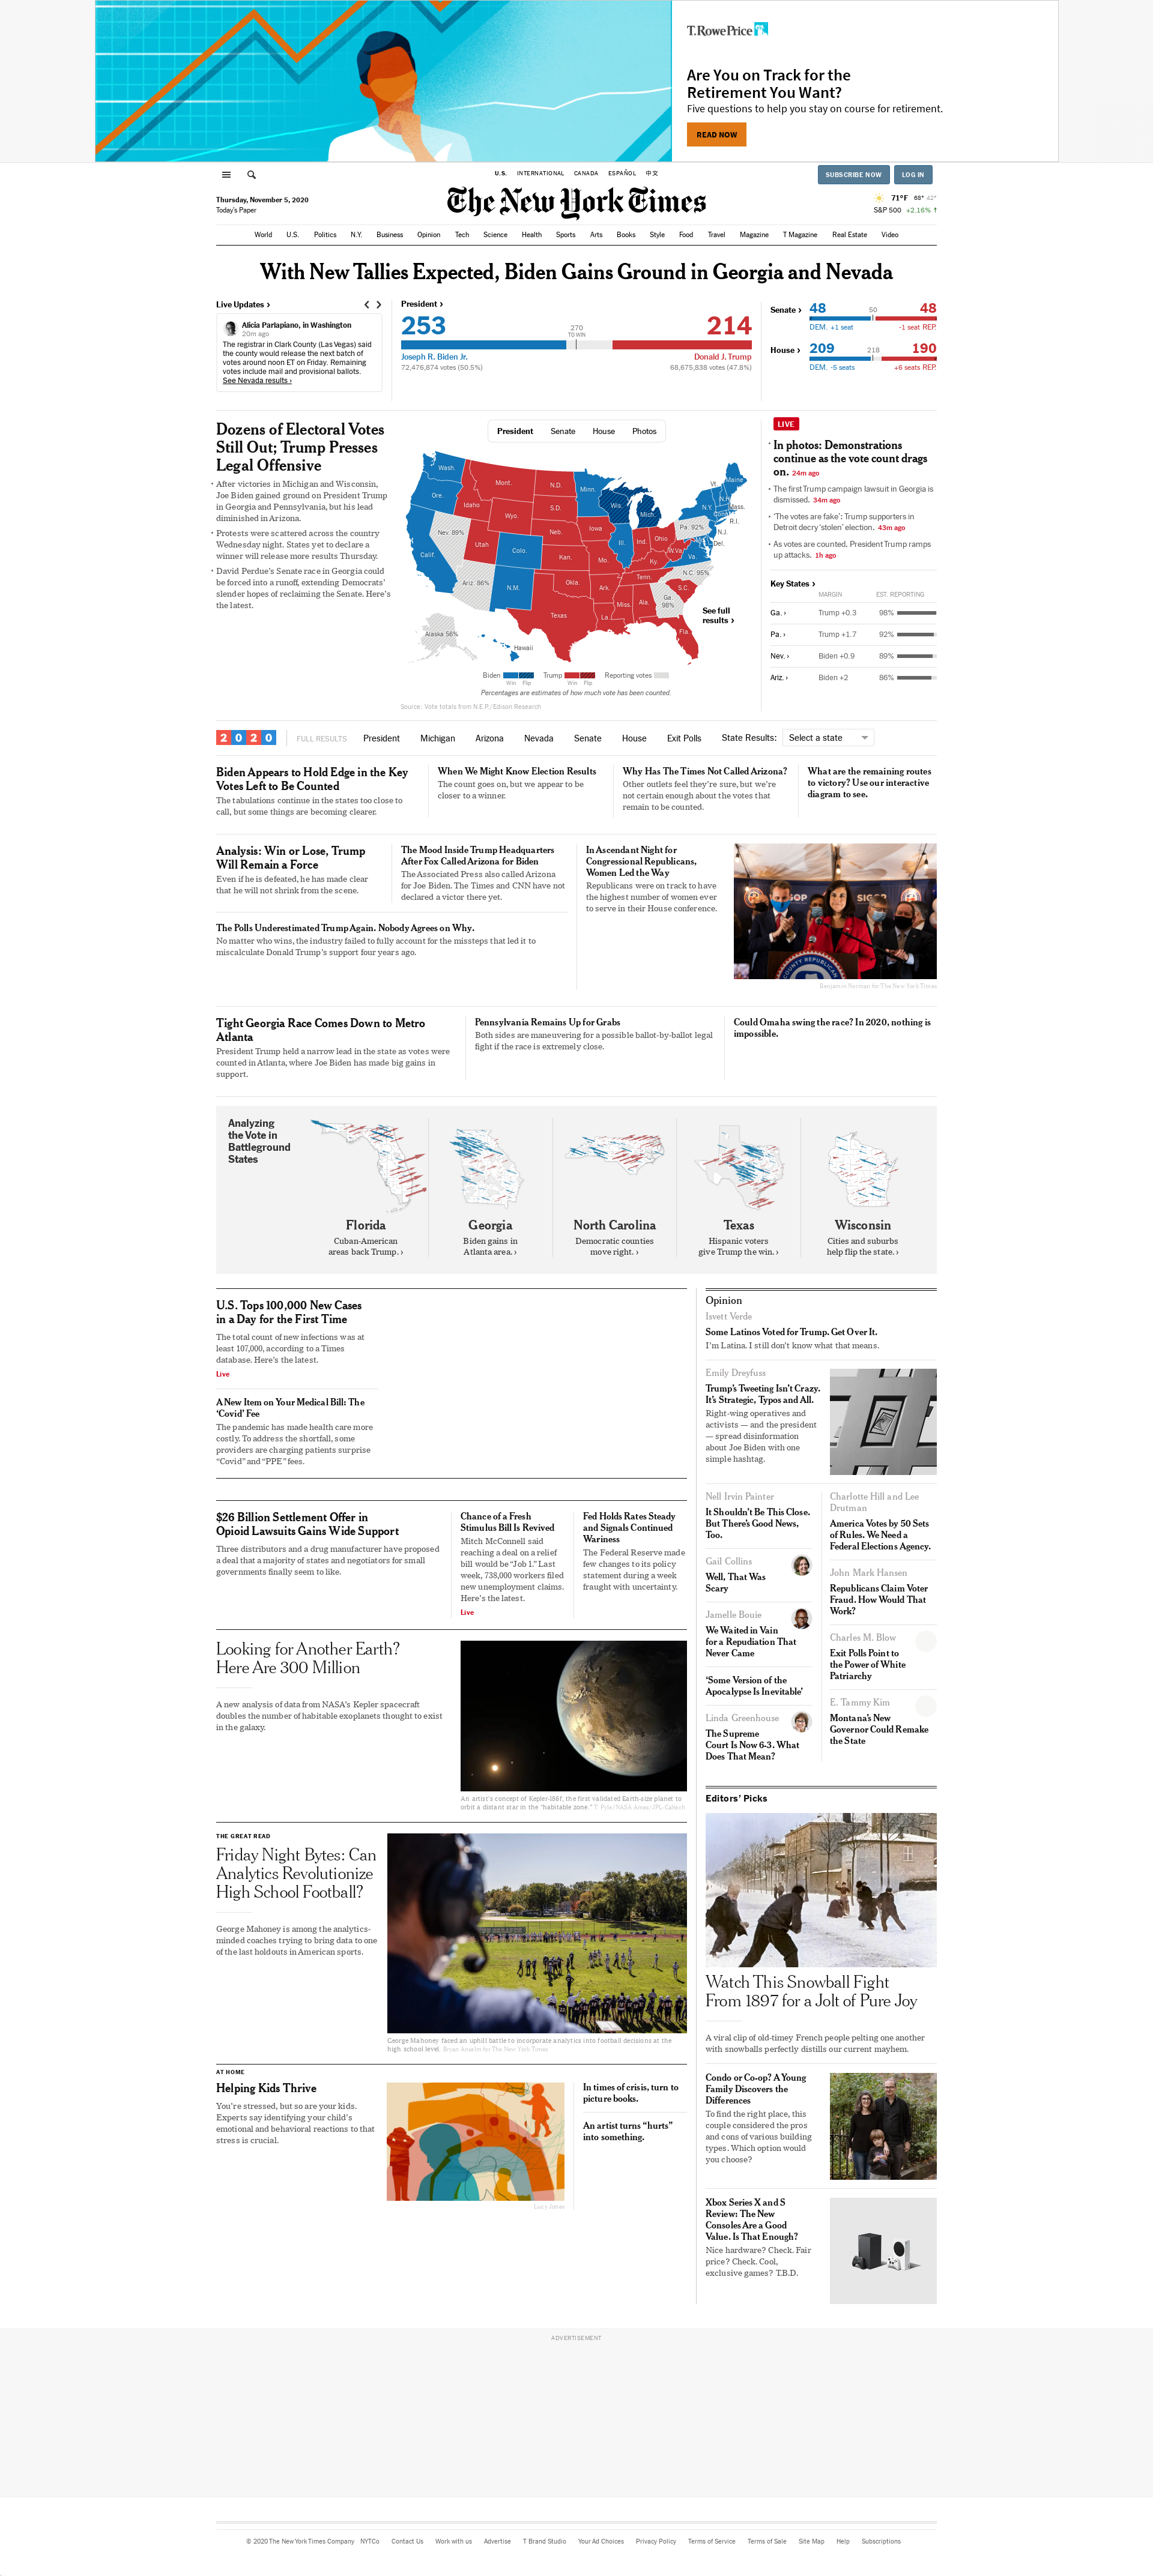 T.RowePrice
Are You on Track for the
Retirement You Want?
Five questions to help you stay on course for retirement.
READ NOW
U.S. INTERNATIONAL CANADA ESPAÑOL 中文
SUBSCRIBE NOW LOG IN
Thursday, November 5, 2020
Today's Paper
The New York Times
71°F 68° 42°
S&P 500 +2.16% ↑
World U.S. Politics N.Y. Business Opinion Tech Science Health Sports Arts Books Style Food Travel Magazine T Magazine Real Estate Video
With New Tallies Expected, Biden Gains Ground in Georgia and Nevada
Live Updates ›
Alicia Parlapiano, in Washington
20m ago
The registrar in Clark County (Las Vegas) said
the county would release the next batch of
votes around noon ET on Friday. Remaining
votes include mail and provisional ballots.
See Nevada results ›
President ›
253 270 TO WIN 214
Joseph R. Biden Jr. Donald J. Trump
72,476,874 votes (50.5%) 68,675,838 votes (47.8%)
Senate › 48 50 48
DEM. +1 seat -1 seat REP.
House › 209 218 190
DEM. -5 seats +6 seats REP.
Dozens of Electoral Votes
Still Out; Trump Presses
Legal Offensive
• After victories in Michigan and Wisconsin,
Joe Biden gained ground on President Trump
in Georgia and Pennsylvania, but his lead
diminished in Arizona.
• Protests were scattered across the country
Wednesday night. States yet to declare a
winner will release more results Thursday.
• David Perdue's Senate race in Georgia could
be forced into a runoff, extending Democrats'
slender hopes of reclaiming the Senate. Here's
the latest.
President Senate House Photos
Wash.
Ore.
Calif.
Nev. 89%
Idaho
Mont.
Wyo.
Utah
Ariz. 86%
Colo.
N.M.
N.D.
S.D.
Neb.
Kan.
Okla.
Texas
Minn.
Iowa
Mo.
Ark.
La.
Wis.
Ill.
Mich.
Ind.
Ohio
Ky.
Tenn.
Miss.
Ala.
Ga.
98%
Fla.
S.C.
N.C. 95%
Va.
W.Va.
Pa. 92%
N.Y.
Vt.
N.H.
Maine
Mass.
Conn.
R.I.
N.J.
Del.
Alaska 56%
Hawaii
See full
results ›
Biden Win Flip Trump Win Flip Reporting votes
Percentages are estimates of how much vote has been counted.
Source: Vote totals from N.E.P./Edison Research
LIVE
• In photos: Demonstrations
continue as the vote count drags
on. 24m ago
• The first Trump campaign lawsuit in Georgia is
dismissed. 34m ago
• 'The votes are fake': Trump supporters in
Detroit decry 'stolen' election. 43m ago
• As votes are counted, President Trump ramps
up attacks. 1h ago
Key States ›
MARGIN EST. REPORTING
Ga. › Trump +0.3 98%
Pa. › Trump +1.7 92%
Nev. › Biden +0.9 89%
Ariz. › Biden +2 86%
2020 FULL RESULTS President Michigan Arizona Nevada Senate House Exit Polls State Results: Select a state
Biden Appears to Hold Edge in the Key
Votes Left to Be Counted
The tabulations continue in the states too close to
call, but some things are becoming clearer.
When We Might Know Election Results
The count goes on, but we appear to be
closer to a winner.
Why Has The Times Not Called Arizona?
Other outlets feel they're sure, but we're
not certain enough about the votes that
remain to be counted.
What are the remaining routes
to victory? Use our interactive
diagram to see.
Analysis: Win or Lose, Trump
Will Remain a Force
Even if he is defeated, he has made clear
that he will not shrink from the scene.
The Mood Inside Trump Headquarters
After Fox Called Arizona for Biden
The Associated Press also called Arizona
for Joe Biden. The Times and CNN have not
declared a victor there yet.
The Polls Underestimated Trump Again. Nobody Agrees on Why.
No matter who wins, the industry failed to fully account for the missteps that led it to
miscalculate Donald Trump's support four years ago.
In Ascendant Night for
Congressional Republicans,
Women Led the Way
Republicans were on track to have
the highest number of women ever
to serve in their House conference.
Benjamin Norman for The New York Times
Tight Georgia Race Comes Down to Metro
Atlanta
President Trump held a narrow lead in the state as votes were
counted in Atlanta, where Joe Biden has made big gains in
support.
Pennsylvania Remains Up for Grabs
Both sides are maneuvering for a possible ballot-by-ballot legal
fight if the race is extremely close.
Could Omaha swing the race? In 2020, nothing is
impossible.
Analyzing
the Vote in
Battleground
States
Florida
Cuban-American
areas back Trump. ›
Georgia
Biden gains in
Atlanta area. ›
North Carolina
Democratic counties
move right. ›
Texas
Hispanic voters
give Trump the win. ›
Wisconsin
Cities and suburbs
help flip the state. ›
U.S. Tops 100,000 New Cases
in a Day for the First Time
The total count of new infections was at
least 107,000, according to a Times
database. Here's the latest.
Live
A New Item on Your Medical Bill: The
'Covid' Fee
The pandemic has made health care more
costly. To address the shortfall, some
providers are charging patients surprise
"Covid" and "PPE" fees.
$26 Billion Settlement Offer in
Opioid Lawsuits Gains Wide Support
Three distributors and a drug manufacturer have proposed
a deal that a majority of states and negotiators for small
governments finally seem to like.
Chance of a Fresh
Stimulus Bill Is Revived
Mitch McConnell said
reaching a deal on a relief
bill would be "Job 1." Last
week, 738,000 workers filed
new unemployment claims.
Here's the latest.
Live
Fed Holds Rates Steady
and Signals Continued
Wariness
The Federal Reserve made
few changes to its policy
statement during a week
fraught with uncertainty.
Looking for Another Earth?
Here Are 300 Million
A new analysis of data from NASA's Kepler spacecraft
doubles the number of habitable exoplanets thought to exist
in the galaxy.
An artist's concept of Kepler-186f, the first validated Earth-size planet to
orbit a distant star in the "habitable zone." T. Pyle/NASA Ames/JPL-Caltech
THE GREAT READ
Friday Night Bytes: Can
Analytics Revolutionize
High School Football?
George Mahoney is among the analytics-
minded coaches trying to bring data to one
of the last holdouts in American sports.
George Mahoney faced an uphill battle to incorporate analytics into football decisions at the
high school level. Bryan Anselm for The New York Times
AT HOME
Helping Kids Thrive
You're stressed, but so are your kids.
Experts say identifying your child's
emotional and behavioral reactions to that
stress is crucial.
Lucy Jones
In times of crisis, turn to
picture books.
An artist turns "hurts"
into something.
Opinion
Isvett Verde
Some Latinos Voted for Trump. Get Over It.
I'm Latina. I still don't know what that means.
Emily Dreyfuss
Trump's Tweeting Isn't Crazy.
It's Strategic, Typos and All.
Right-wing operatives and
activists — and the president
— spread disinformation
about Joe Biden with one
simple hashtag.
Nell Irvin Painter
It Shouldn't Be This Close.
But There's Good News,
Too.
Gail Collins
Well, That Was
Scary
Jamelle Bouie
We Waited in Vain
for a Repudiation That
Never Came
'Some Version of the
Apocalypse Is Inevitable'
Linda Greenhouse
The Supreme
Court Is Now 6-3. What
Does That Mean?
Charlotte Hill and Lee
Drutman
America Votes by 50 Sets
of Rules. We Need a
Federal Elections Agency.
John Mark Hansen
Republicans Claim Voter
Fraud. How Would That
Work?
Charles M. Blow
Exit Polls Point to
the Power of White
Patriarchy
E. Tammy Kim
Montana's New
Governor Could Remake
the State
Editors' Picks
Watch This Snowball Fight
From 1897 for a Jolt of Pure Joy
A viral clip of old-timey French people pelting one another
with snowballs perfectly distills our current mayhem.
Condo or Co-op? A Young
Family Discovers the
Differences
To find the right place, this
couple considered the pros
and cons of various building
types. Which option would
you choose?
Xbox Series X and S
Review: The New
Consoles Are a Good
Value. Is That Enough?
Nice hardware? Check. Fair
price? Check. Cool,
exclusive games? T.B.D.
ADVERTISEMENT
© 2020 The New York Times Company NYTCo Contact Us Work with us Advertise T Brand Studio Your Ad Choices Privacy Policy Terms of Service Terms of Sale Site Map Help Subscriptions